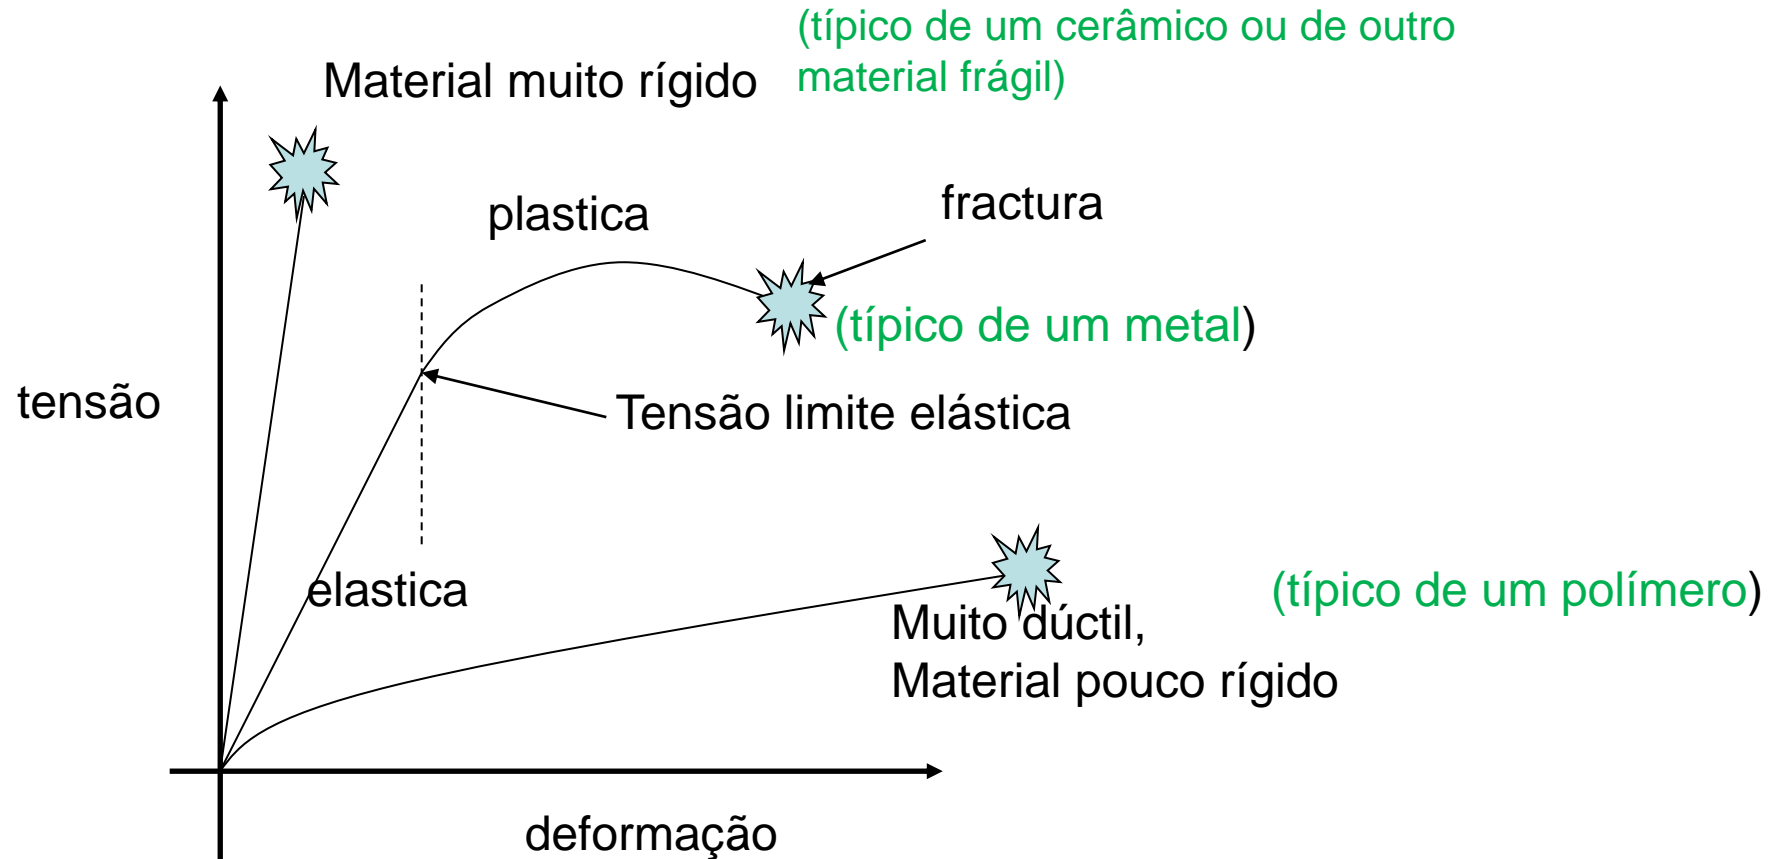 (típico de um cerâmico ou de outro
material frágil)
Material muito rígido
plastica
fractura
(típico de um metal)
tensão
Tensão limite elástica
elastica
(típico de um polímero)
Muito dúctil,
Material pouco rígido
deformação